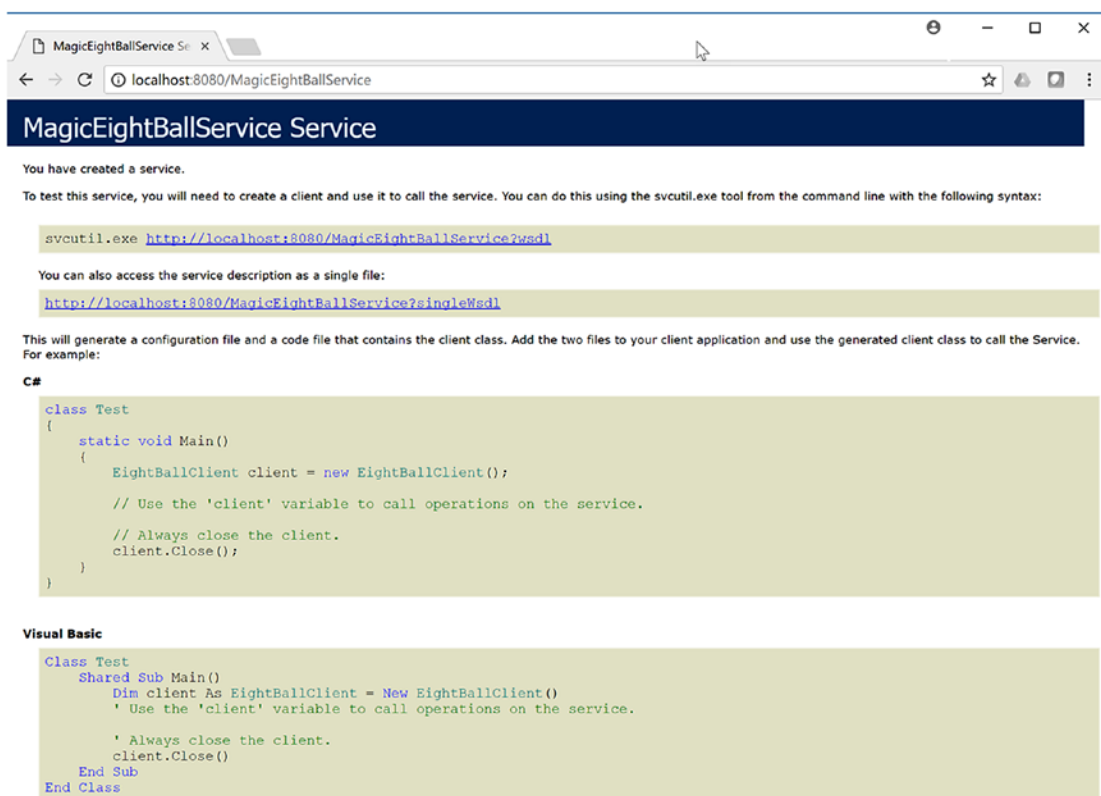 MagicEightBallService Se
localhost:8080/MagicEightBallService
MagicEightBallService Service
You have created a service.
To test this service, you will need to create a client and use it to call the service. You can do this using the svcutil.exe tool from the command line with the following syntax:
svcutil.exe http://localhost:8080/MagicEightBallService?wsdl
You can also access the service description as a single file:
http://localhost:8080/MagicEightBallService?singleWsdl
This will generate a configuration file and a code file that contains the client class. Add the two files to your client application and use the generated client class to call the Service.
For example:
C#
class Test
{
    static void Main()
    {
        EightBallClient client = new EightBallClient();
        // Use the 'client' variable to call operations on the service.
        // Always close the client.
        client.Close();
    }
}
Visual Basic
Class Test
    Shared Sub Main()
        Dim client As EightBallClient = New EightBallClient()
        ' Use the 'client' variable to call operations on the service.
        ' Always close the client.
        client.Close()
    End Sub
End Class